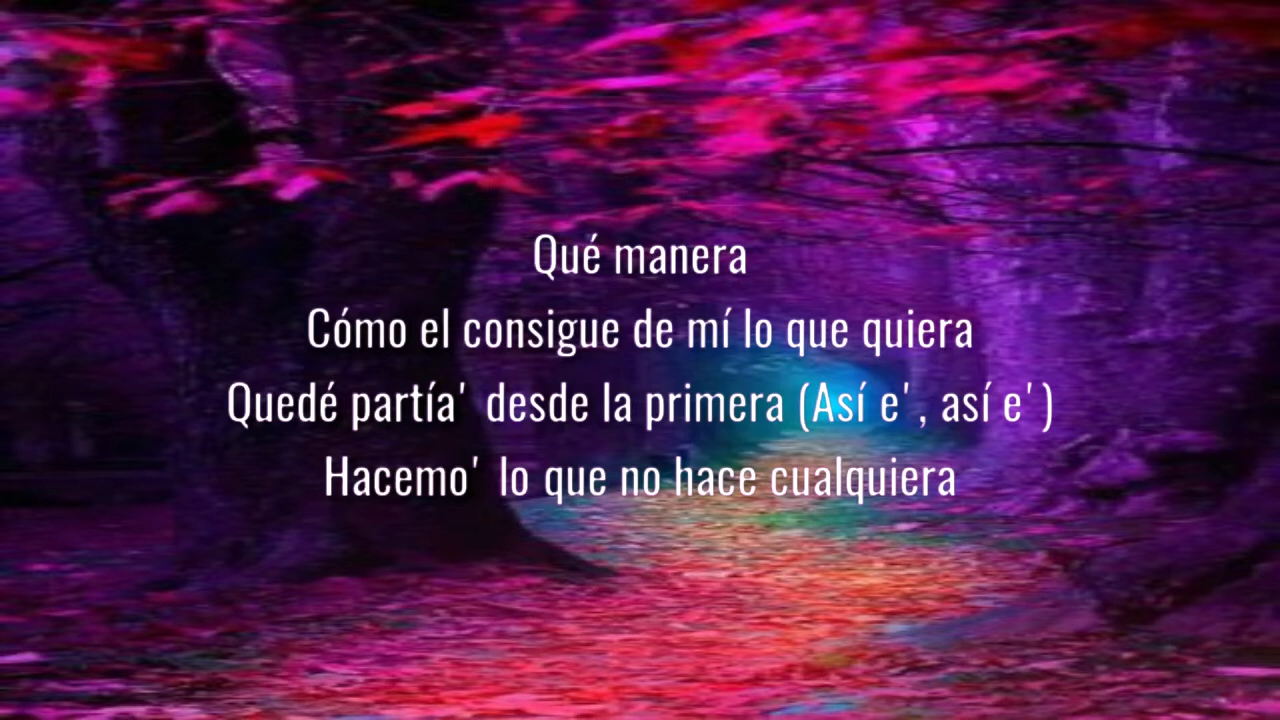 Qué manera
Cómo el consigue de mí lo que quiera
Quedé partía' desde la primera (Así e', así e')
Hacemo' lo que no hace cualquiera